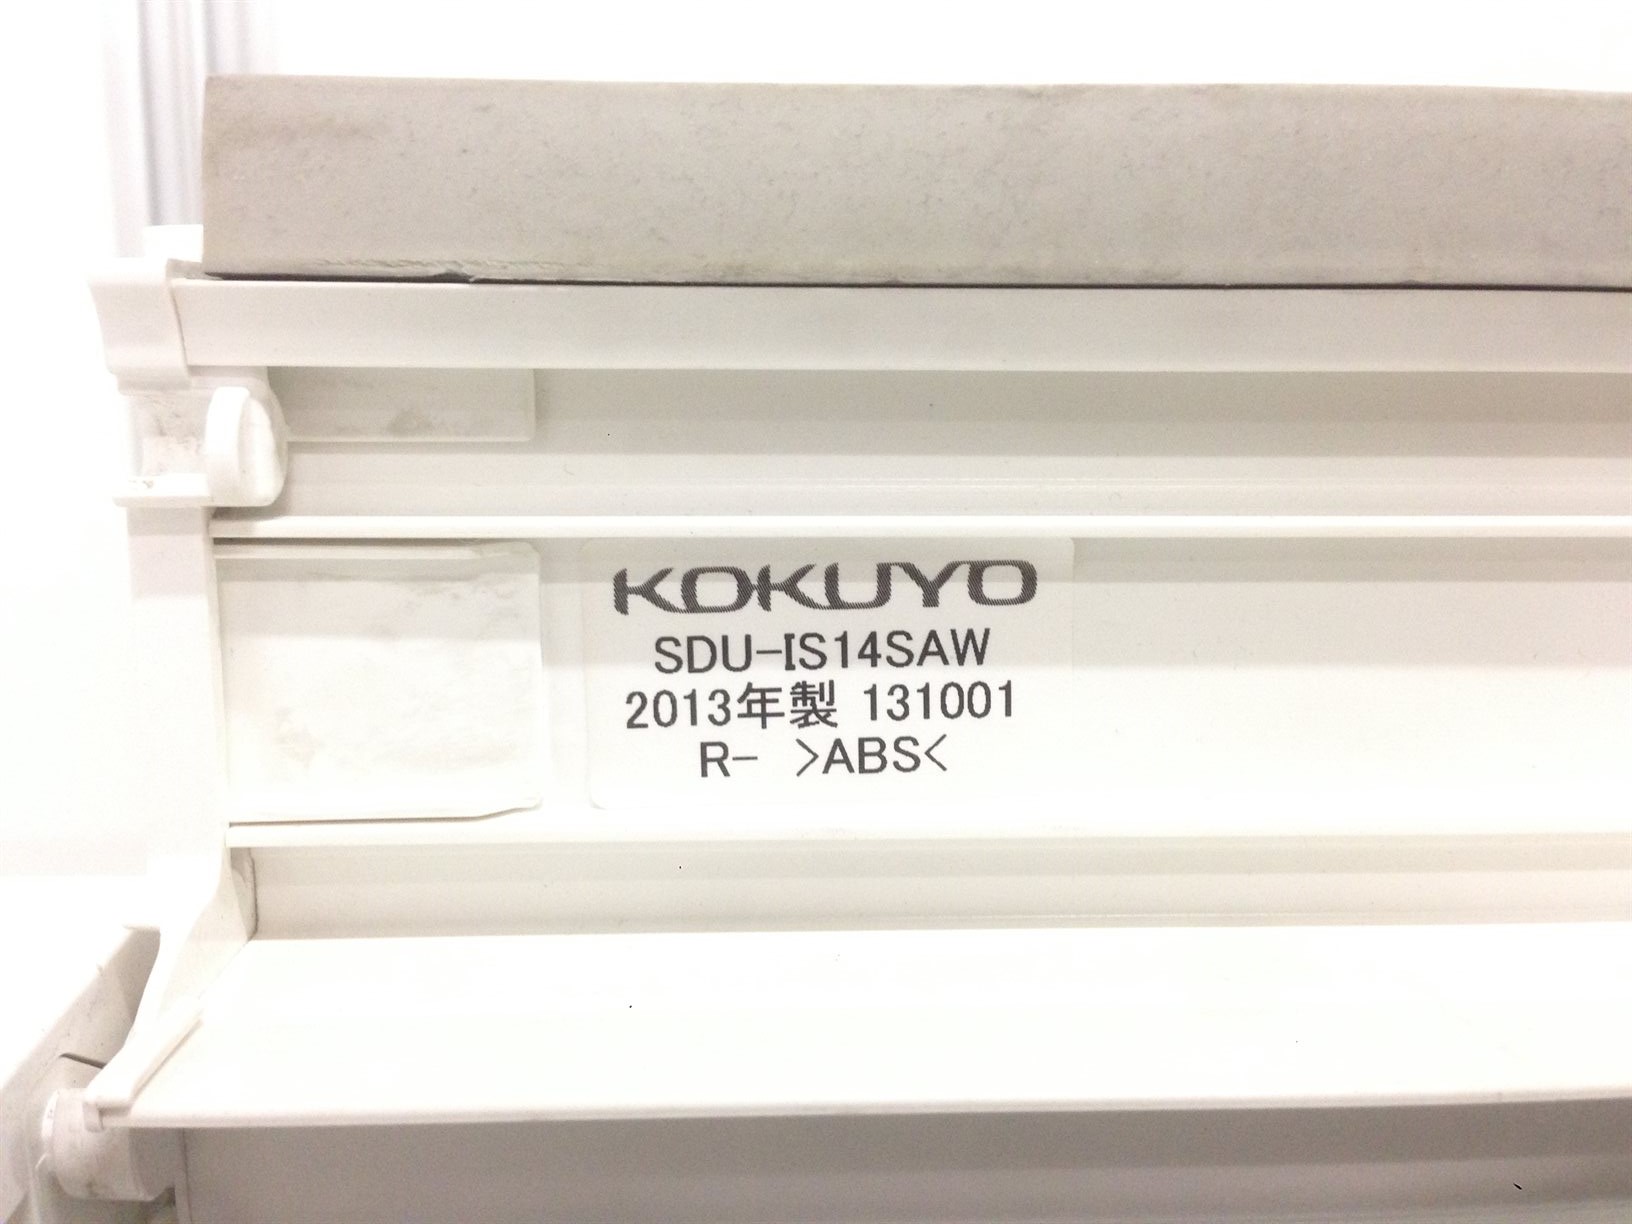 KOKUYO
SDU-IS14SAW
2013年製 131001
R- >ABS<